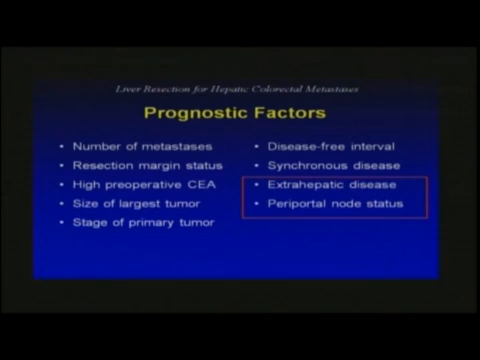 Liver Resection for Hepatic Colorectal Metastases
Prognostic Factors
• Number of metastases
• Resection margin status
• High preoperative CEA
• Size of largest tumor
• Stage of primary tumor
• Disease-free interval
• Synchronous disease
• Extrahepatic disease
• Periportal node status